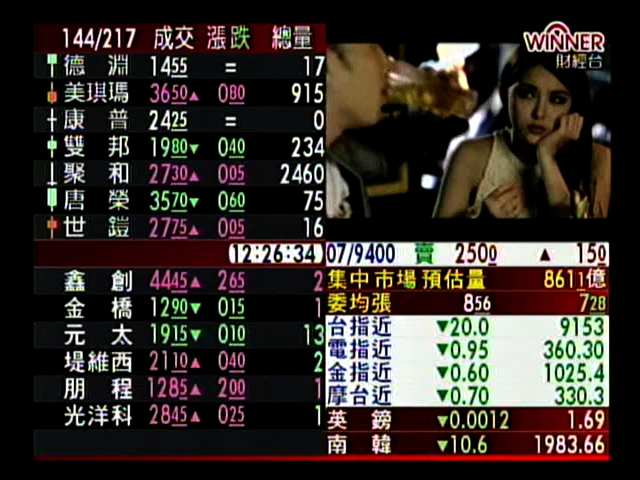 144/217 成交 漲跌 總量
德淵 1455 = 17
美琪瑪 3650▲ 080 915
康普 2425 = 0
雙邦 1980▼ 040 234
聚和 2730▲ 005 2460
唐榮 3570▼ 060 75
世鎧 2775▲ 005 16
WINNER
財經台
12:26:34
07/9400 賣 2500 ▲ 150
鑫創 4445▲ 265 2
金橋 1290▼ 015 1
元太 1915▼ 010 13
堤維西 2110▲ 040 2
朋程 1285▲ 200 1
光洋科 2845▲ 025 1
集中市場預估量 8611億
委均張 856 728
台指近 ▼20.0 9153
電指近 ▼0.95 360.30
金指近 ▼0.60 1025.4
摩台近 ▼0.70 330.3
英鎊 ▼0.0012 1.69
南韓 ▼10.6 1983.66